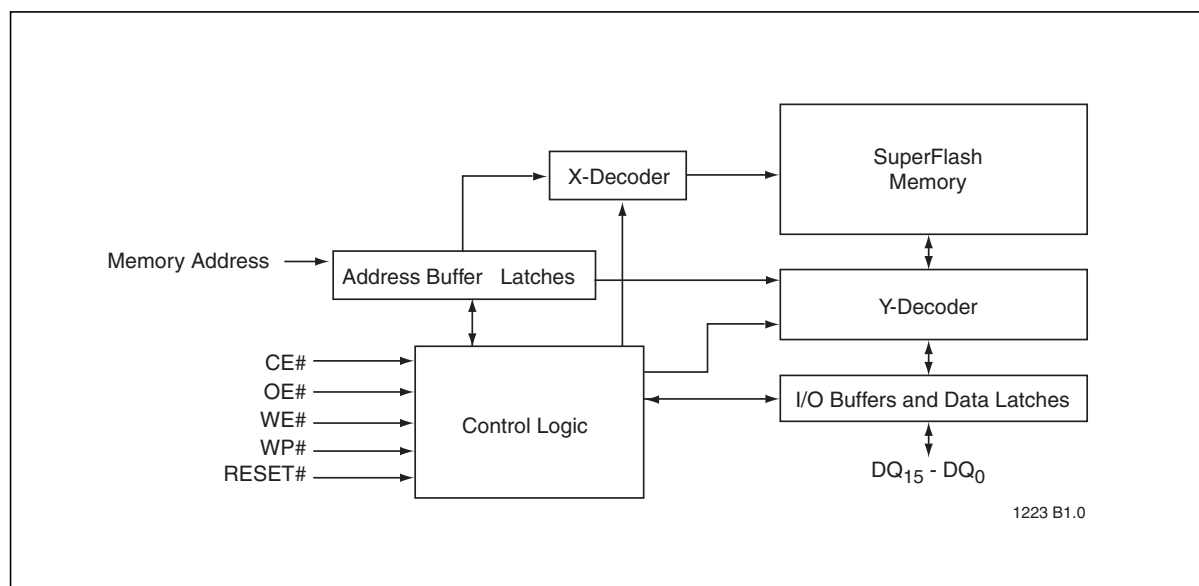 SuperFlash
Memory
X-Decoder
Memory Address
Address Buffer Latches
Y-Decoder
CE#
OE#
WE#
WP#
RESET#
Control Logic
I/O Buffers and Data Latches
DQ15 - DQ0
1223 B1.0